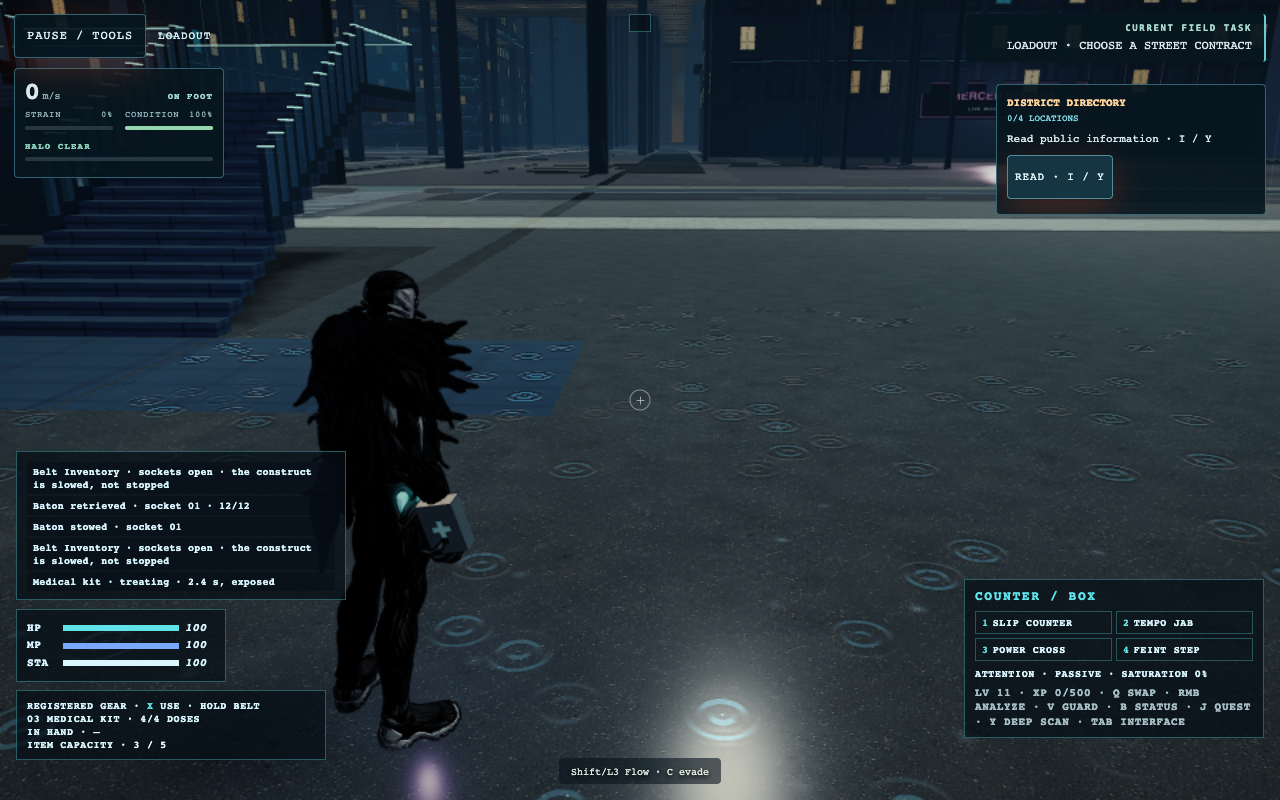 PAUSE / TOOLS
LOADOUT
0 m/s
ON FOOT
STRAIN 0%
CONDITION 100%
HALO CLEAR
CURRENT FIELD TASK
LOADOUT · CHOOSE A STREET CONTRACT
DISTRICT DIRECTORY
0/4 LOCATIONS
Read public information · I / Y
READ · I / Y
Belt Inventory · sockets open · the construct
is slowed, not stopped
Baton retrieved · socket 01 · 12/12
Baton stowed · socket 01
Belt Inventory · sockets open · the construct
is slowed, not stopped
Medical kit · treating · 2.4 s, exposed
HP 100
MP 100
STA 100
REGISTERED GEAR · X USE · HOLD BELT
03 MEDICAL KIT · 4/4 DOSES
IN HAND · —
ITEM CAPACITY · 3 / 5
COUNTER / BOX
1 SLIP COUNTER
2 TEMPO JAB
3 POWER CROSS
4 FEINT STEP
ATTENTION · PASSIVE · SATURATION 0%
LV 11 · XP 0/500 · Q SWAP · RMB
ANALYZE · V GUARD · B STATUS · J QUEST
· Y DEEP SCAN · TAB INTERFACE
Shift/L3 Flow · C evade